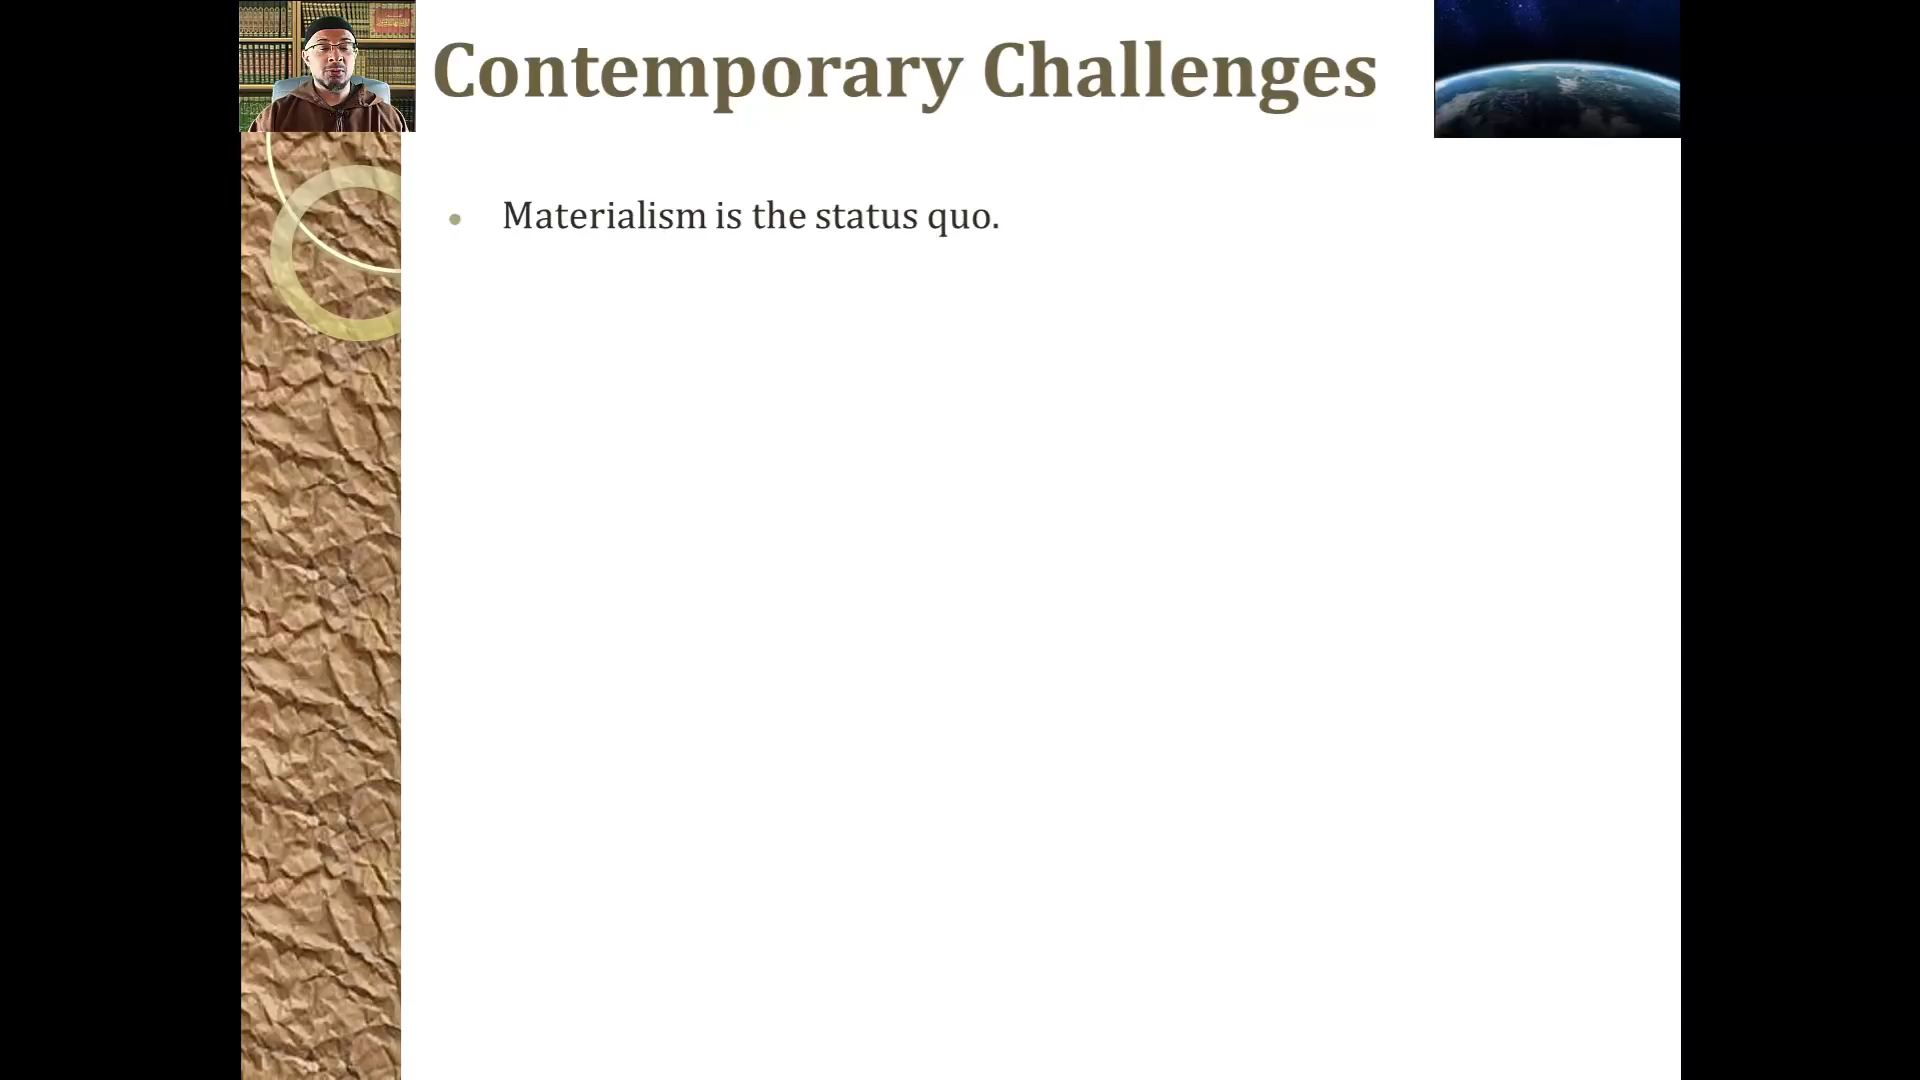 Contemporary Challenges
• Materialism is the status quo.